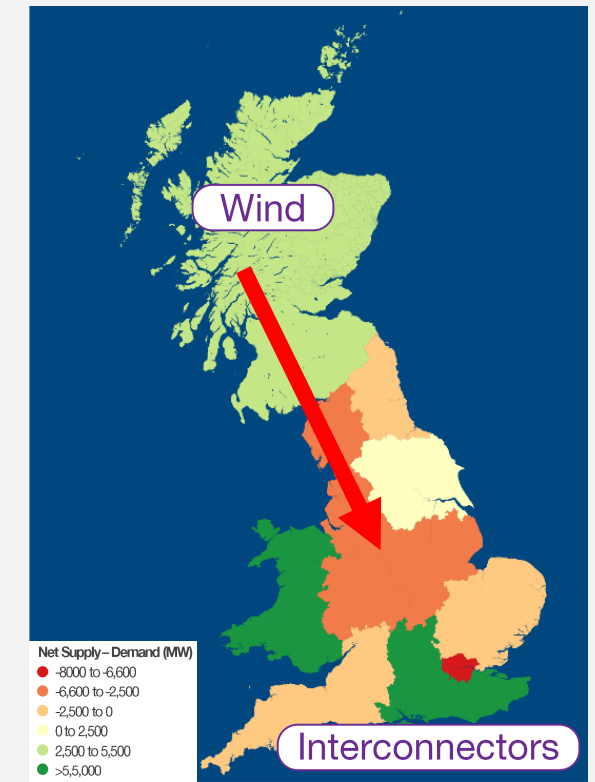 Wind
Interconnectors
Net Supply – Demand (MW)
-8000 to -6,600
-6,600 to -2,500
-2,500 to 0
0 to 2,500
2,500 to 5,500
>5,5,000